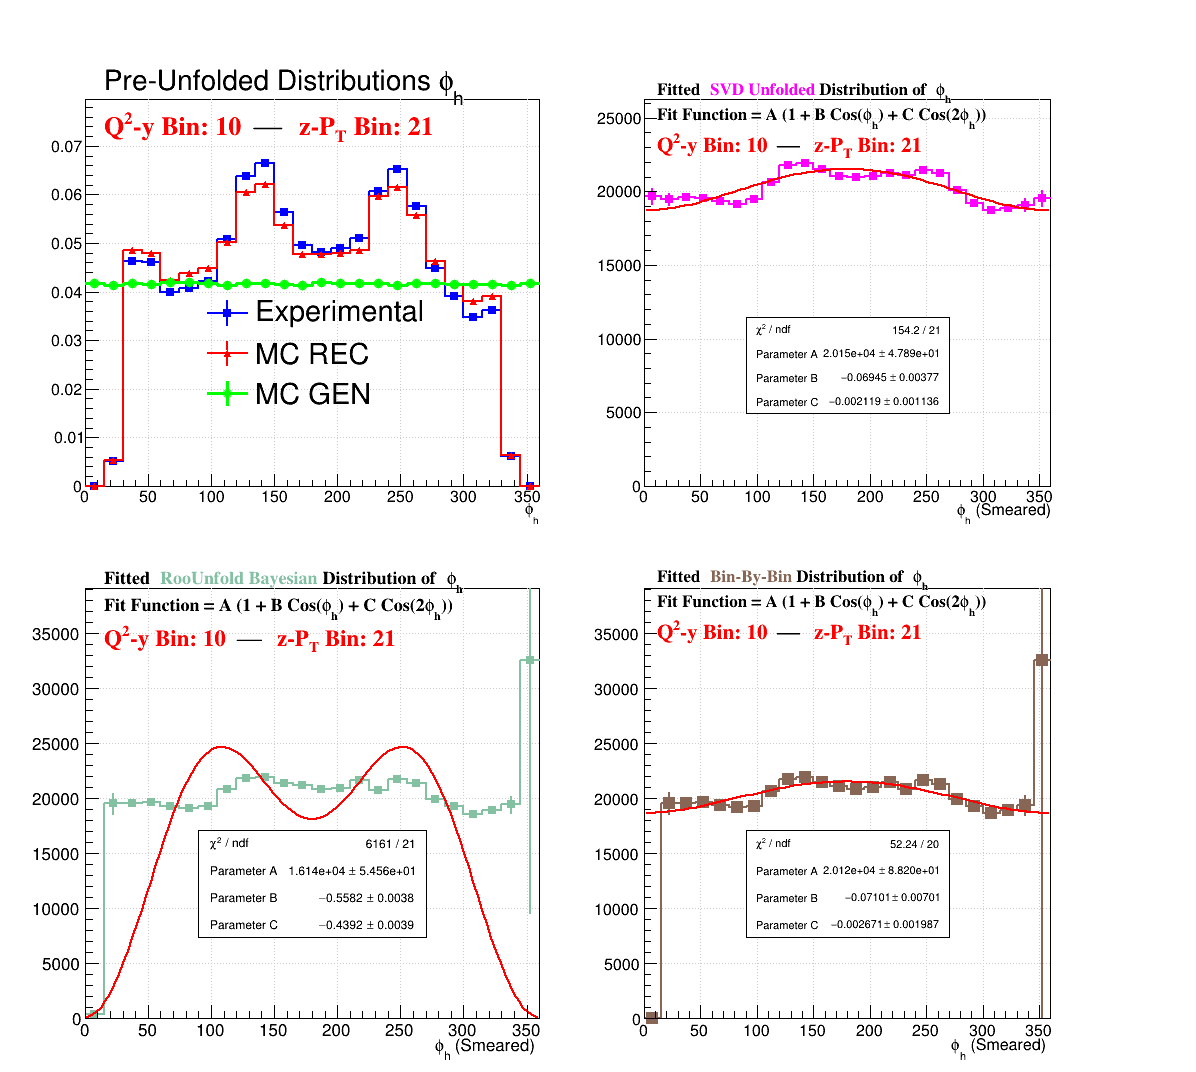 Pre-Unfolded Distributions ϕh
Q²-y Bin: 10 — z-PT Bin: 21
0.07
0.06
0.05
0.04
0.03
0.02
0.01
0
Experimental
MC REC
MC GEN
0 50 100 150 200 250 300 350
ϕh
Fitted SVD Unfolded Distribution of ϕh
Fit Function = A (1 + B Cos(ϕh) + C Cos(2ϕh))
Q²-y Bin: 10 — z-PT Bin: 21
25000
20000
15000
10000
5000
0
χ² / ndf 154.2 / 21
Parameter A 2.015e+04 ± 4.789e+01
Parameter B −0.06945 ± 0.00377
Parameter C −0.002119 ± 0.001136
0 50 100 150 200 250 300 350
ϕh (Smeared)
Fitted RooUnfold Bayesian Distribution of ϕh
Fit Function = A (1 + B Cos(ϕh) + C Cos(2ϕh))
Q²-y Bin: 10 — z-PT Bin: 21
35000
30000
25000
20000
15000
10000
5000
0
χ² / ndf 6161 / 21
Parameter A 1.614e+04 ± 5.456e+01
Parameter B −0.5582 ± 0.0038
Parameter C −0.4392 ± 0.0039
0 50 100 150 200 250 300 350
ϕh (Smeared)
Fitted Bin-By-Bin Distribution of ϕh
Fit Function = A (1 + B Cos(ϕh) + C Cos(2ϕh))
Q²-y Bin: 10 — z-PT Bin: 21
35000
30000
25000
20000
15000
10000
5000
0
χ² / ndf 52.24 / 20
Parameter A 2.012e+04 ± 8.820e+01
Parameter B −0.07101 ± 0.00701
Parameter C −0.002671 ± 0.001987
0 50 100 150 200 250 300 350
ϕh (Smeared)